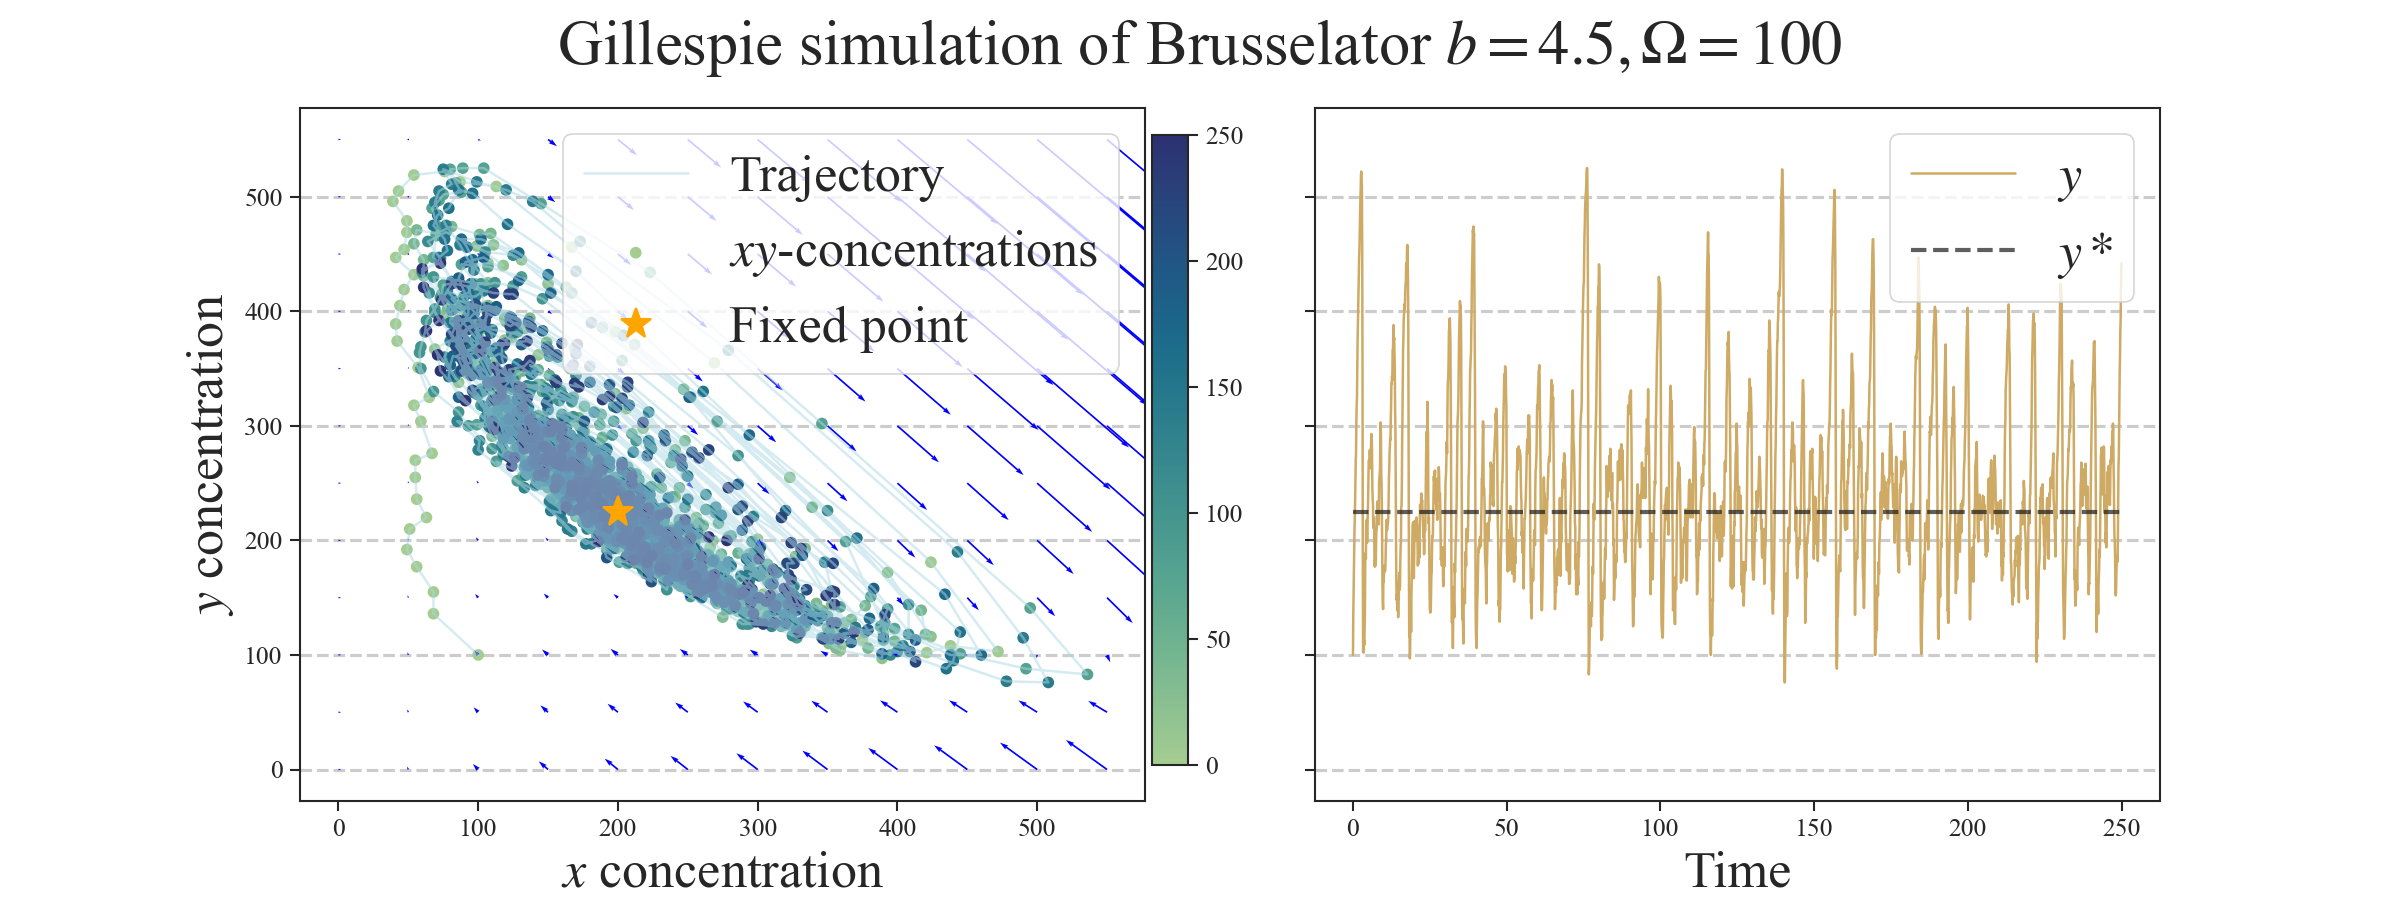 Gillespie simulation of Brusselator b = 4.5, Ω = 100
Trajectory
xy-concentrations
Fixed point
y concentration
500
400
300
200
100
0
0 100 200 300 400 500
x concentration
250
200
150
100
50
0
y
y*
0 50 100 150 200 250
Time